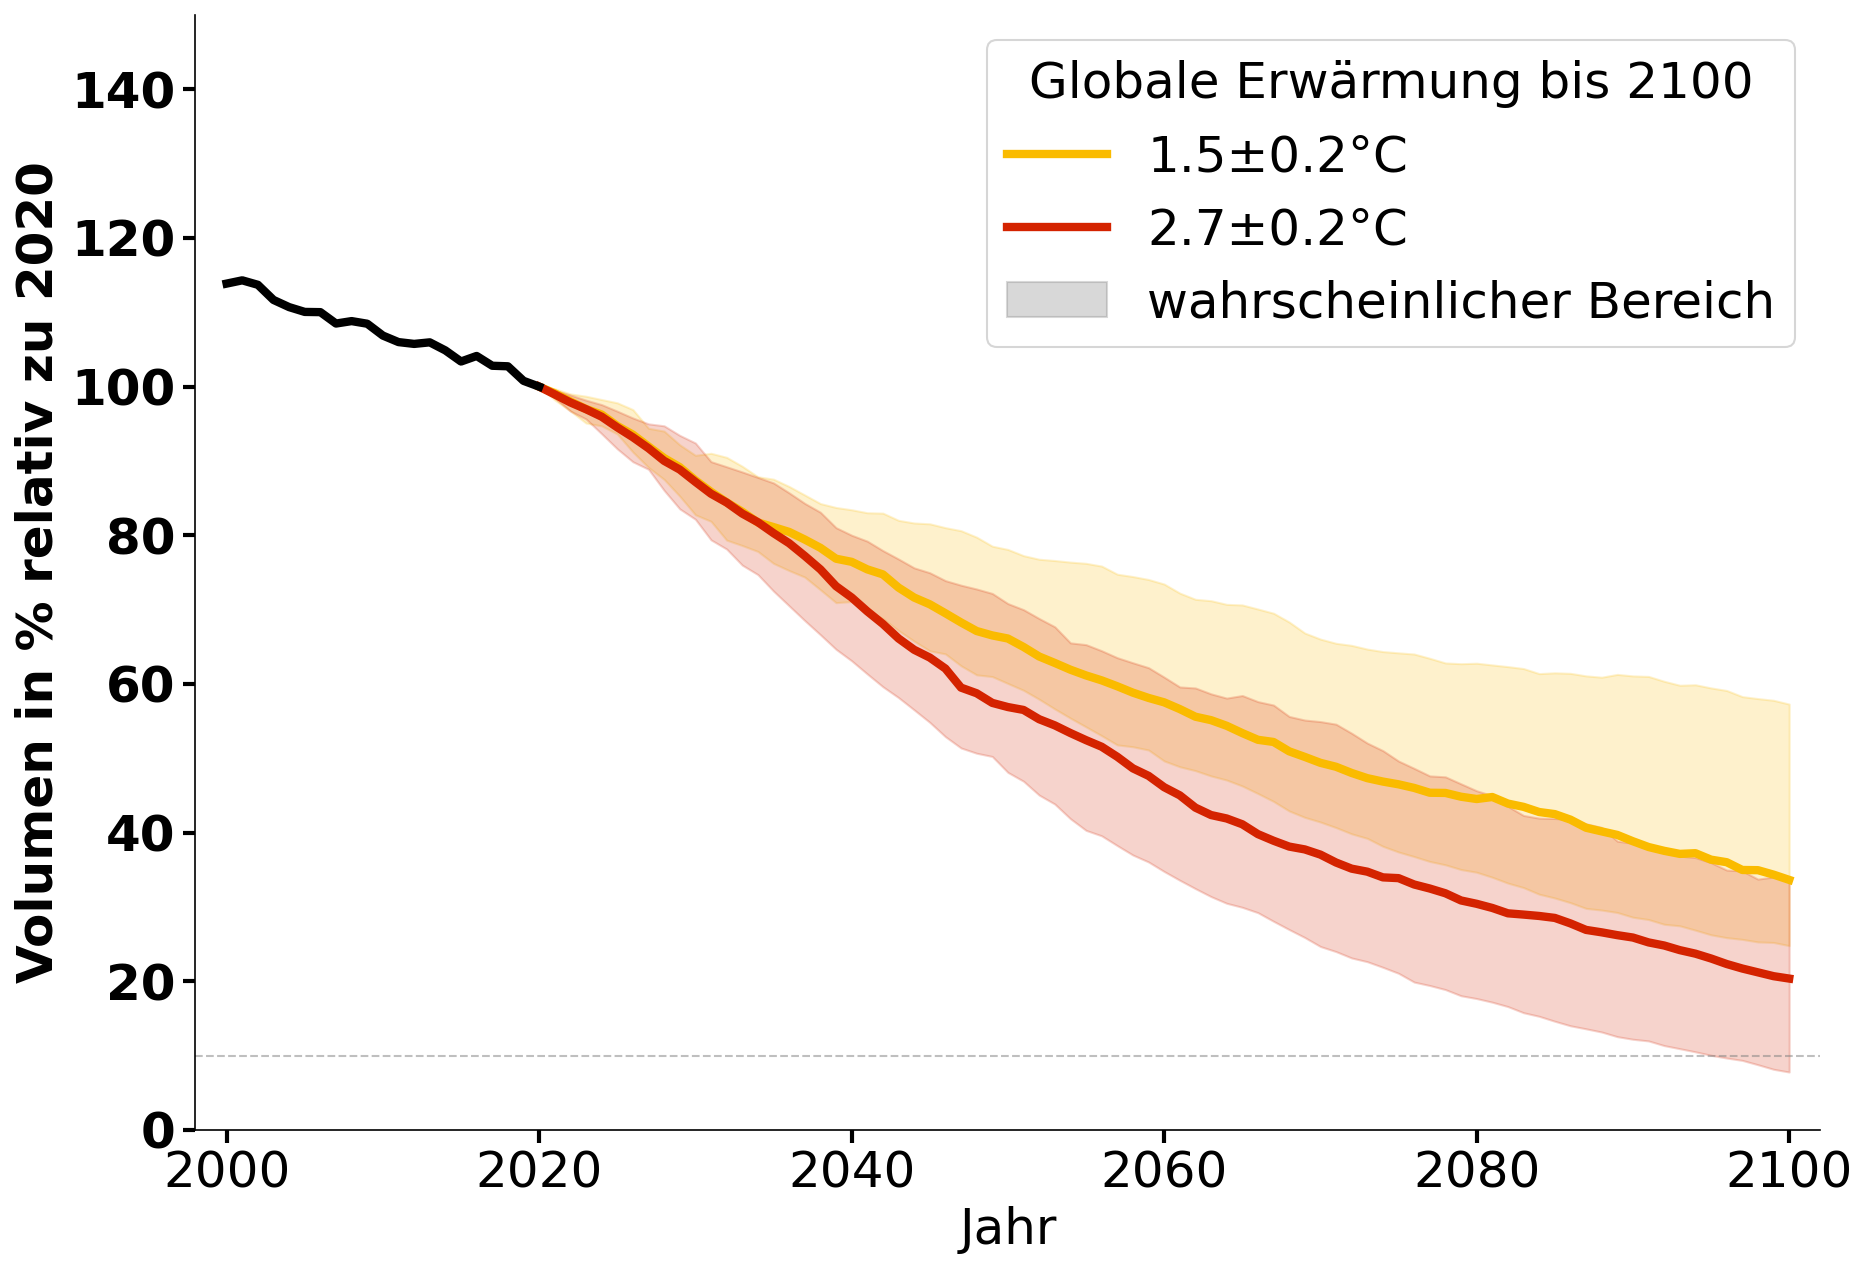 Volumen in % relativ zu 2020
140
120
100
80
60
40
20
0
Globale Erwärmung bis 2100
1.5±0.2°C
2.7±0.2°C
wahrscheinlicher Bereich
2000 2020 2040 2060 2080 2100
Jahr